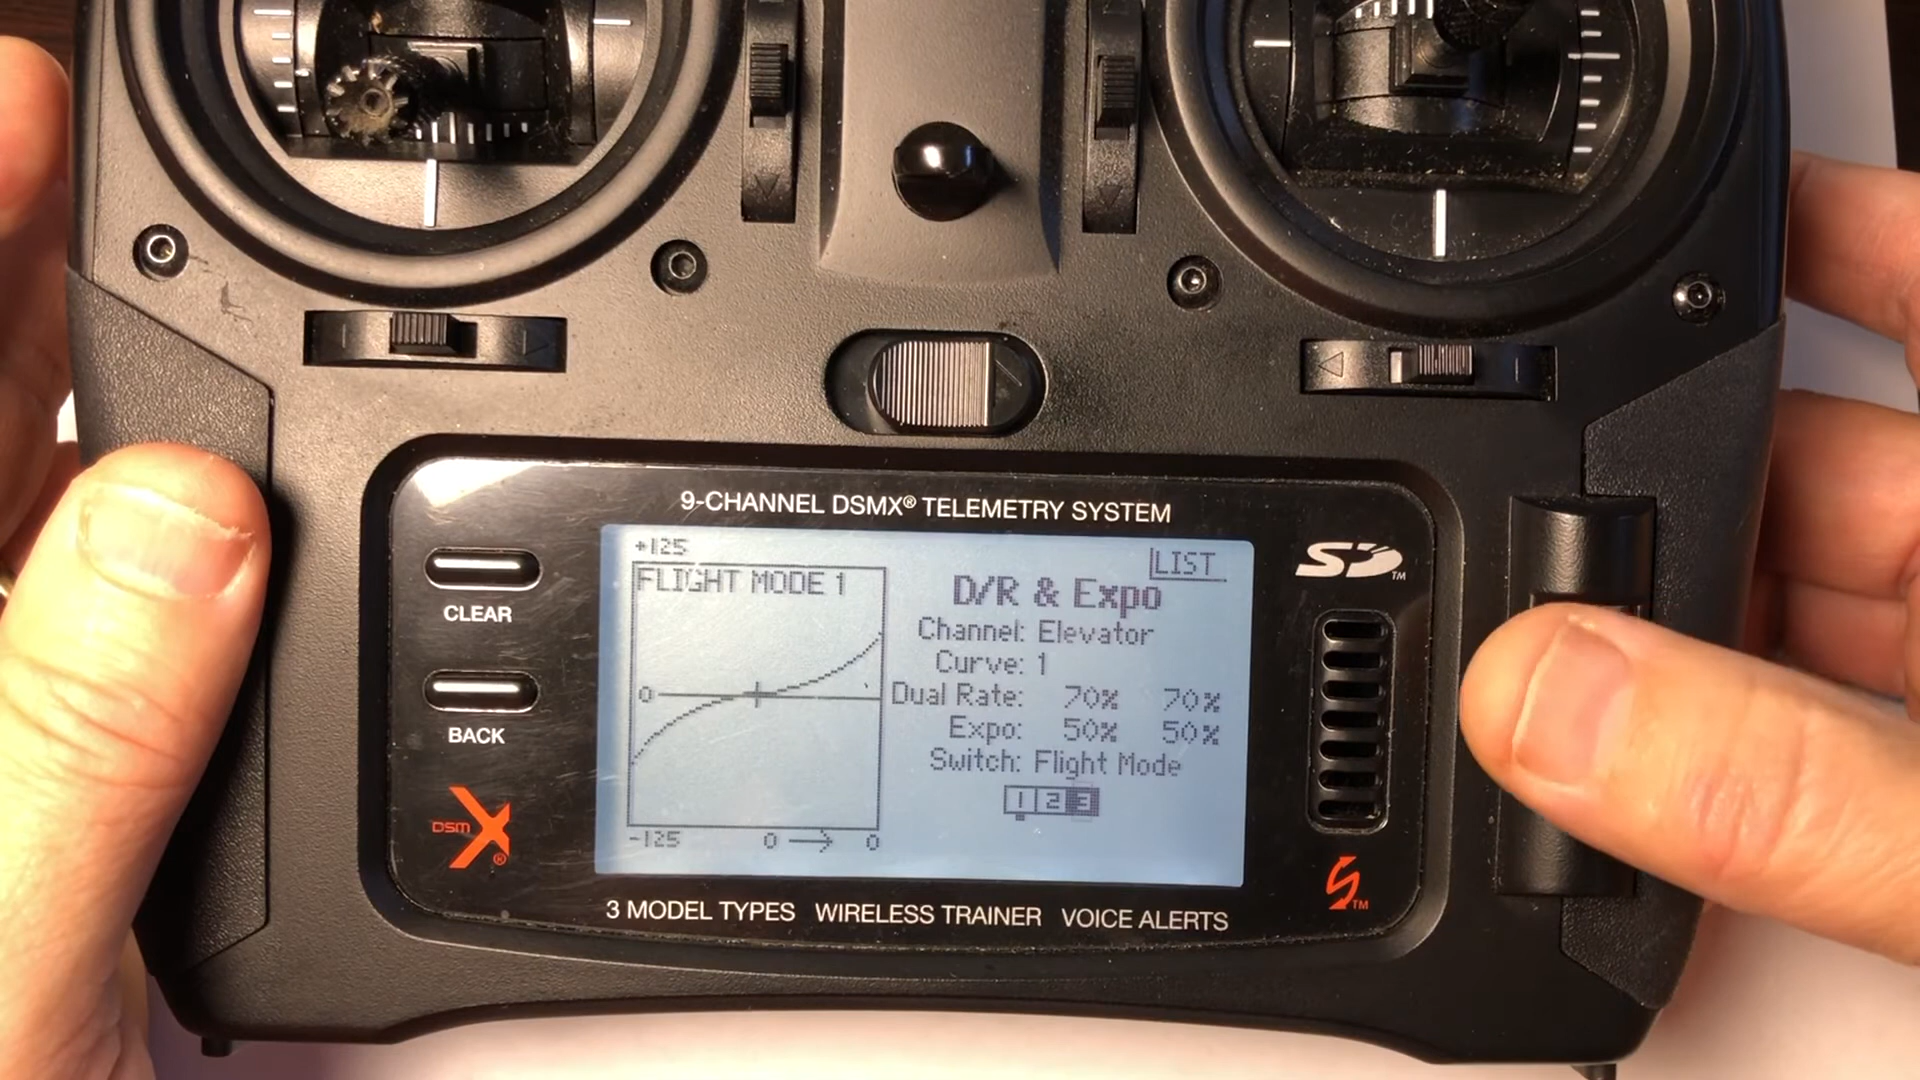 9-CHANNEL DSMX® TELEMETRY SYSTEM
CLEAR
BACK
DSM X®
+125
FLIGHT MODE 1
0
-125 0 → 0
LIST
D/R & Expo
Channel: Elevator
Curve: 1
Dual Rate: 70% 70%
Expo: 50% 50%
Switch: Flight Mode
1 2 3
SD™
S™
3 MODEL TYPES WIRELESS TRAINER VOICE ALERTS